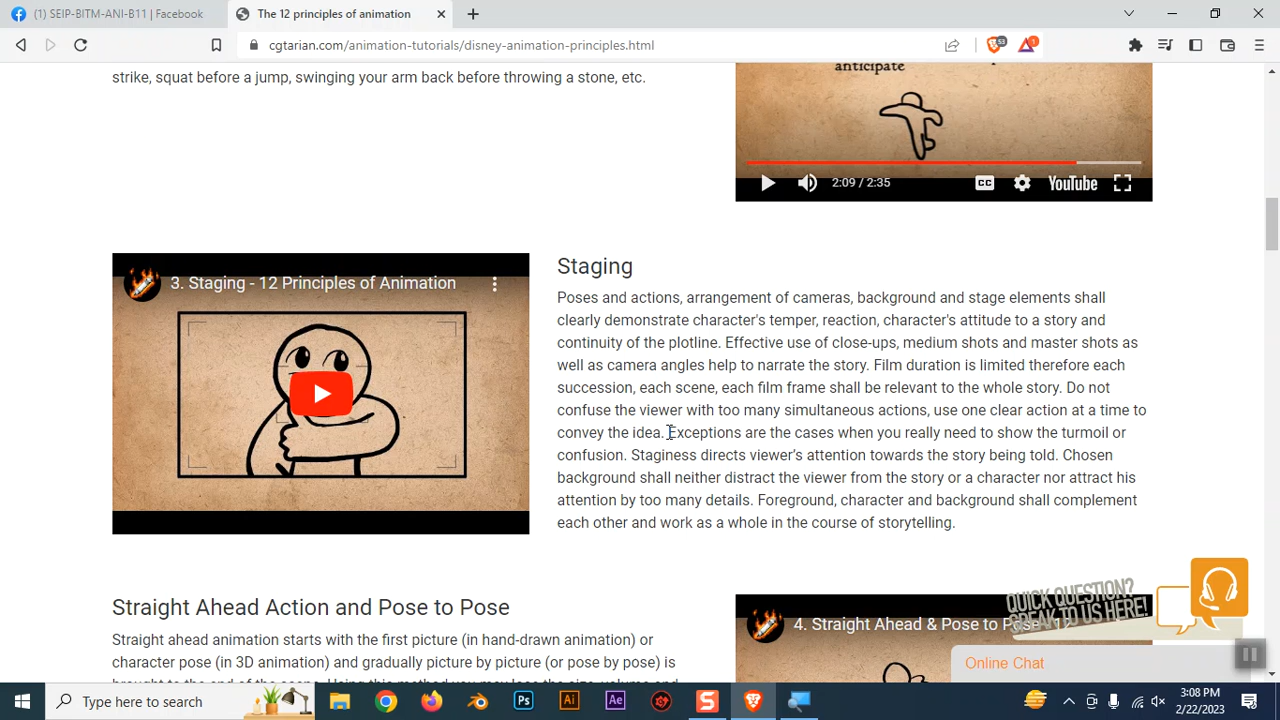 (1) SEIP-BITM-ANI-B11 | Facebook
The 12 principles of animation
cgtarian.com/animation-tutorials/disney-animation-principles.html
53
1
strike, squat before a jump, swinging your arm back before throwing a stone, etc.
anticipate
2:09 / 2:35
CC
YouTube
3. Staging - 12 Principles of Animation
Staging
Poses and actions, arrangement of cameras, background and stage elements shall
clearly demonstrate character's temper, reaction, character's attitude to a story and
continuity of the plotline. Effective use of close-ups, medium shots and master shots as
well as camera angles help to narrate the story. Film duration is limited therefore each
succession, each scene, each film frame shall be relevant to the whole story. Do not
confuse the viewer with too many simultaneous actions, use one clear action at a time to
convey the idea. Exceptions are the cases when you really need to show the turmoil or
confusion. Staginess directs viewer's attention towards the story being told. Chosen
background shall neither distract the viewer from the story or a character nor attract his
attention by too many details. Foreground, character and background shall complement
each other and work as a whole in the course of storytelling.
QUICK QUESTION?
SPEAK TO US HERE!
Straight Ahead Action and Pose to Pose
4. Straight Ahead & Pose to Pose - 12
Straight ahead animation starts with the first picture (in hand-drawn animation) or
character pose (in 3D animation) and gradually picture by picture (or pose by pose) is
Online Chat
Type here to search
Ps
Ai
Ae
S
3:08 PM
2/22/2023